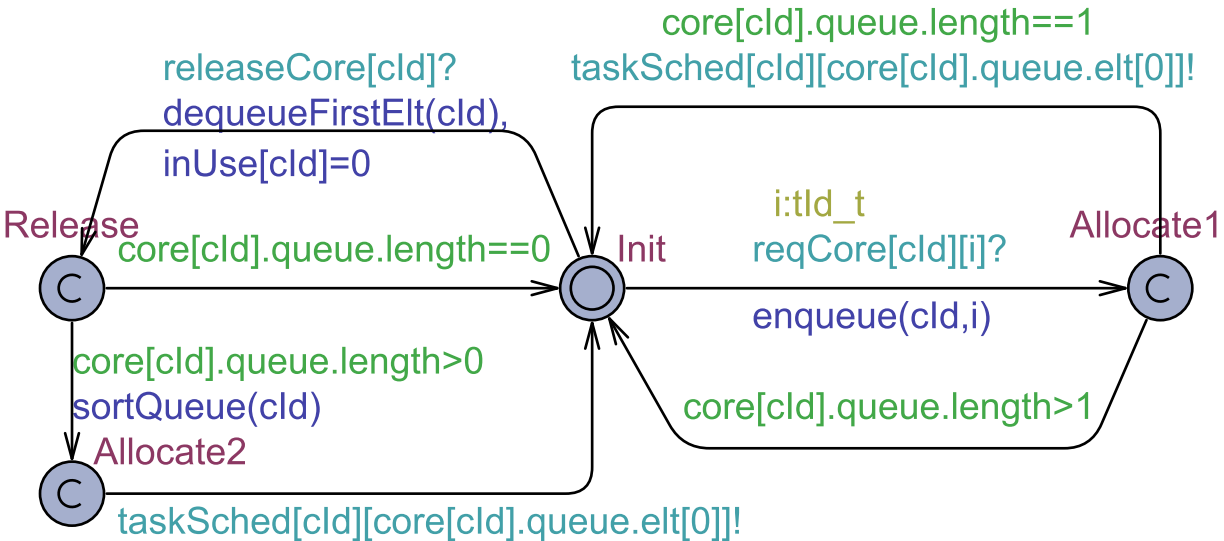 core[cId].queue.length==1
taskSched[cId][core[cId].queue.elt[0]]!
releaseCore[cId]?
dequeueFirstElt(cId),
inUse[cId]=0
i:tId_t
Release
core[cId].queue.length==0
Init
reqCore[cId][i]?
Allocate1
C
C
enqueue(cId,i)
core[cId].queue.length>0
sortQueue(cId)
core[cId].queue.length>1
Allocate2
C
taskSched[cId][core[cId].queue.elt[0]]!